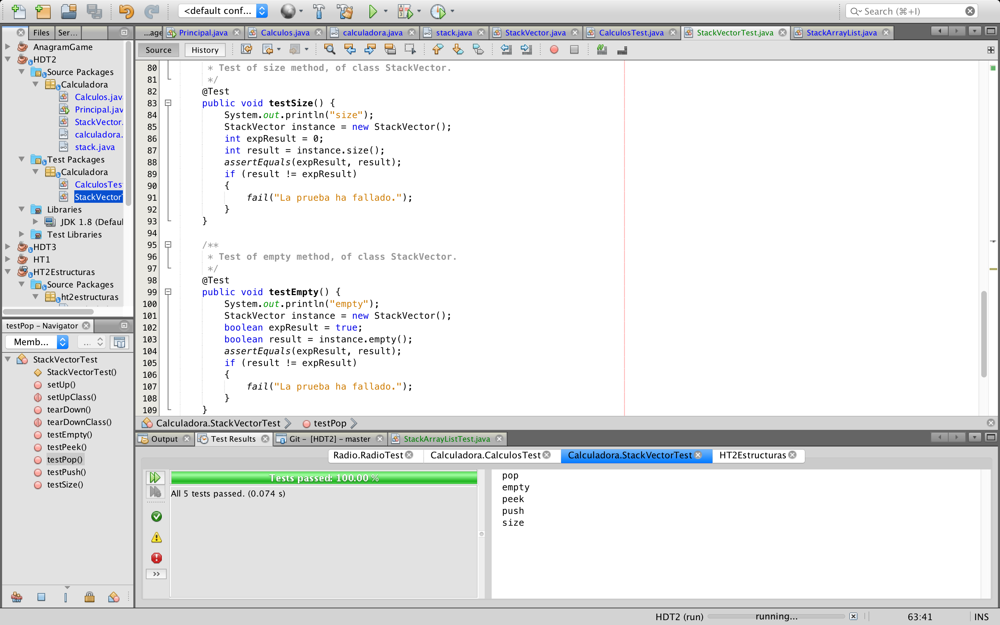 <default conf...
Search (⌘+I)
Files
Ser...
...age
Principal.java
Calculos.java
calculadora.java
stack.java
StackVector.java
CalculosTest.java
StackVectorTest.java
StackArrayList.java
Source
History
AnagramGame
HDT2
Source Packages
Calculadora
Calculos.jav
Principal.jav
StackVector.
calculadora.
stack.java
Test Packages
Calculadora
CalculosTes
StackVectorT
Libraries
JDK 1.8 (Defaul
Test Libraries
HDT3
HT1
HT2Estructuras
Source Packages
ht2estructuras
80 * Test of size method, of class StackVector.
81 */
82 @Test
83 public void testSize() {
84 System.out.println("size");
85 StackVector instance = new StackVector();
86 int expResult = 0;
87 int result = instance.size();
88 assertEquals(expResult, result);
89 if (result != expResult)
90 {
91 fail("La prueba ha fallado.");
92 }
93 }
94
95 /**
96 * Test of empty method, of class StackVector.
97 */
98 @Test
99 public void testEmpty() {
100 System.out.println("empty");
101 StackVector instance = new StackVector();
102 boolean expResult = true;
103 boolean result = instance.empty();
104 assertEquals(expResult, result);
105 if (result != expResult)
106 {
107 fail("La prueba ha fallado.");
108 }
109 }
testPop – Navigator
Memb...
...
StackVectorTest
StackVectorTest()
setUp()
setUpClass()
tearDown()
tearDownClass()
testEmpty()
testPeek()
testPop()
testPush()
testSize()
Calculadora.StackVectorTest
testPop
Output
Test Results
Git – [HDT2] – master
StackArrayListTest.java
Radio.RadioTest
Calculadora.CalculosTest
Calculadora.StackVectorTest
HT2Estructuras
Tests passed: 100.00 %
All 5 tests passed. (0.074 s)
>>
pop
empty
peek
push
size
HDT2 (run)
running...
63:41
INS